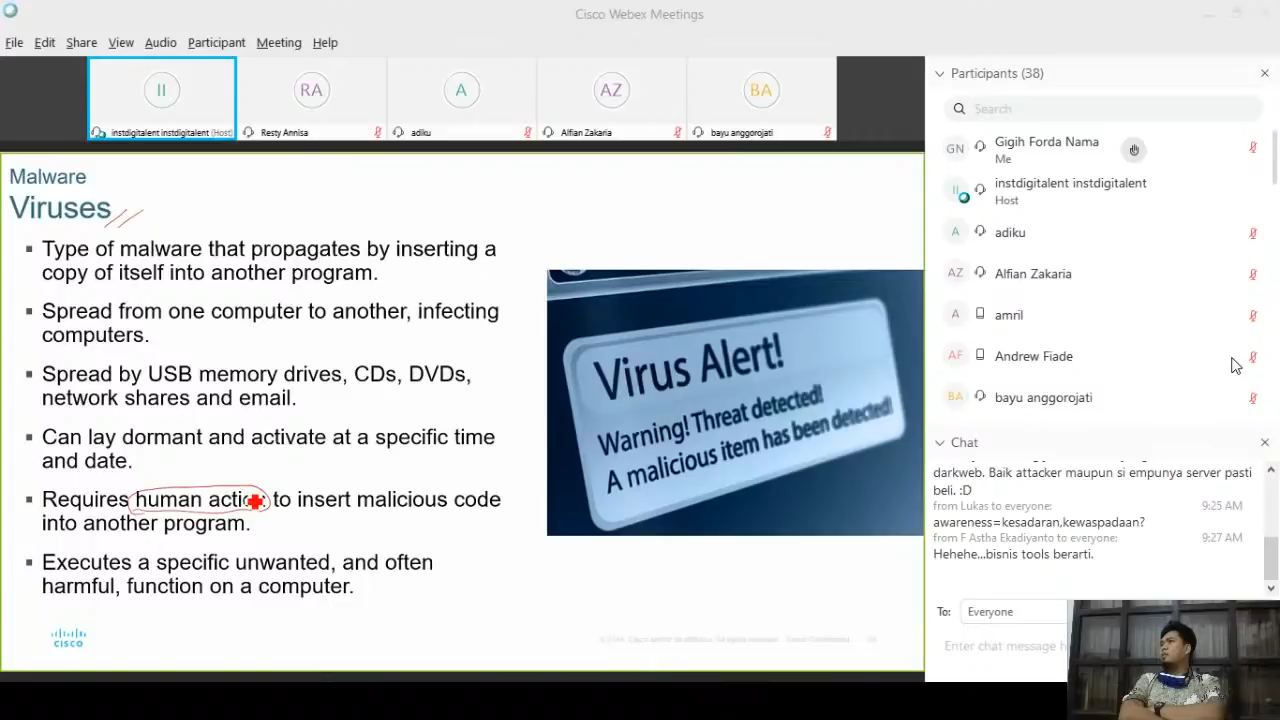 Cisco Webex Meetings
File Edit Share View Audio Participant Meeting Help
II
RA
A
AZ
BA
instdigitalent instdigitalent (Host)
Resty Annisa
adiku
Alfian Zakaria
bayu anggorojati
Malware
Viruses
▪ Type of malware that propagates by inserting a
copy of itself into another program.
▪ Spread from one computer to another, infecting
computers.
▪ Spread by USB memory drives, CDs, DVDs,
network shares and email.
▪ Can lay dormant and activate at a specific time
and date.
▪ Requires human action to insert malicious code
into another program.
▪ Executes a specific unwanted, and often
harmful, function on a computer.
CISCO
Virus Alert!
Warning! Threat detected!
A malicious item has been detected!
Participants (38)
Search
GN Gigih Forda Nama
Me
II instdigitalent instdigitalent
Host
A adiku
AZ Alfian Zakaria
A amril
AF Andrew Fiade
BA bayu anggorojati
Chat
darkweb. Baik attacker maupun si empunya server pasti
beli. :D
from Lukas to everyone: 9:25 AM
awareness=kesadaran,kewaspadaan?
from F Astha Ekadiyanto to everyone: 9:27 AM
Hehehe...bisnis tools berarti.
To: Everyone
Enter chat message h